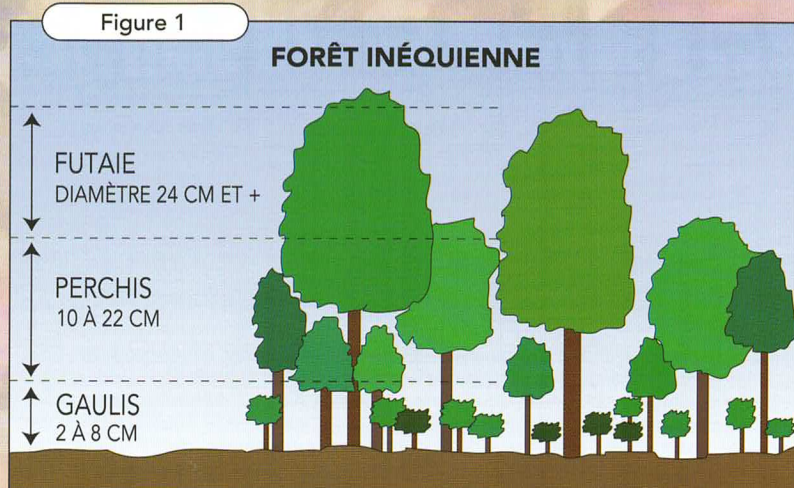 Figure 1
FORÊT INÉQUIENNE
FUTAIE
DIAMÈTRE 24 CM ET +
PERCHIS
10 À 22 CM
GAULIS
2 À 8 CM